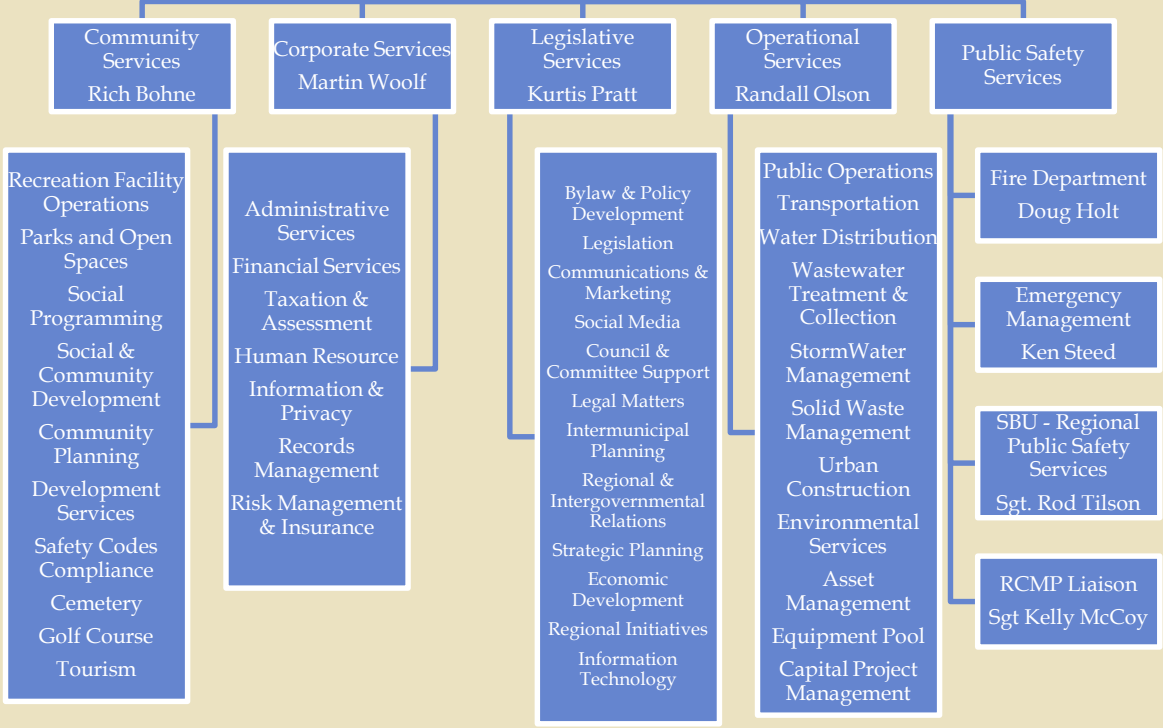 Community
Services
Rich Bohne
Corporate Services
Martin Woolf
Legislative
Services
Kurtis Pratt
Operational
Services
Randall Olson
Public Safety
Services
Recreation Facility
Operations
Parks and Open
Spaces
Social
Programming
Social &
Community
Development
Community
Planning
Development
Services
Safety Codes
Compliance
Cemetery
Golf Course
Tourism
Administrative
Services
Financial Services
Taxation &
Assessment
Human Resource
Information &
Privacy
Records
Management
Risk Management
& Insurance
Bylaw & Policy
Development
Legislation
Communications &
Marketing
Social Media
Council &
Committee Support
Legal Matters
Intermunicipal
Planning
Regional &
Intergovernmental
Relations
Strategic Planning
Economic
Development
Regional Initiatives
Information
Technology
Public Operations
Transportation
Water Distribution
Wastewater
Treatment &
Collection
StormWater
Management
Solid Waste
Management
Urban
Construction
Environmental
Services
Asset
Management
Equipment Pool
Capital Project
Management
Fire Department
Doug Holt
Emergency
Management
Ken Steed
SBU - Regional
Public Safety
Services
Sgt. Rod Tilson
RCMP Liaison
Sgt Kelly McCoy